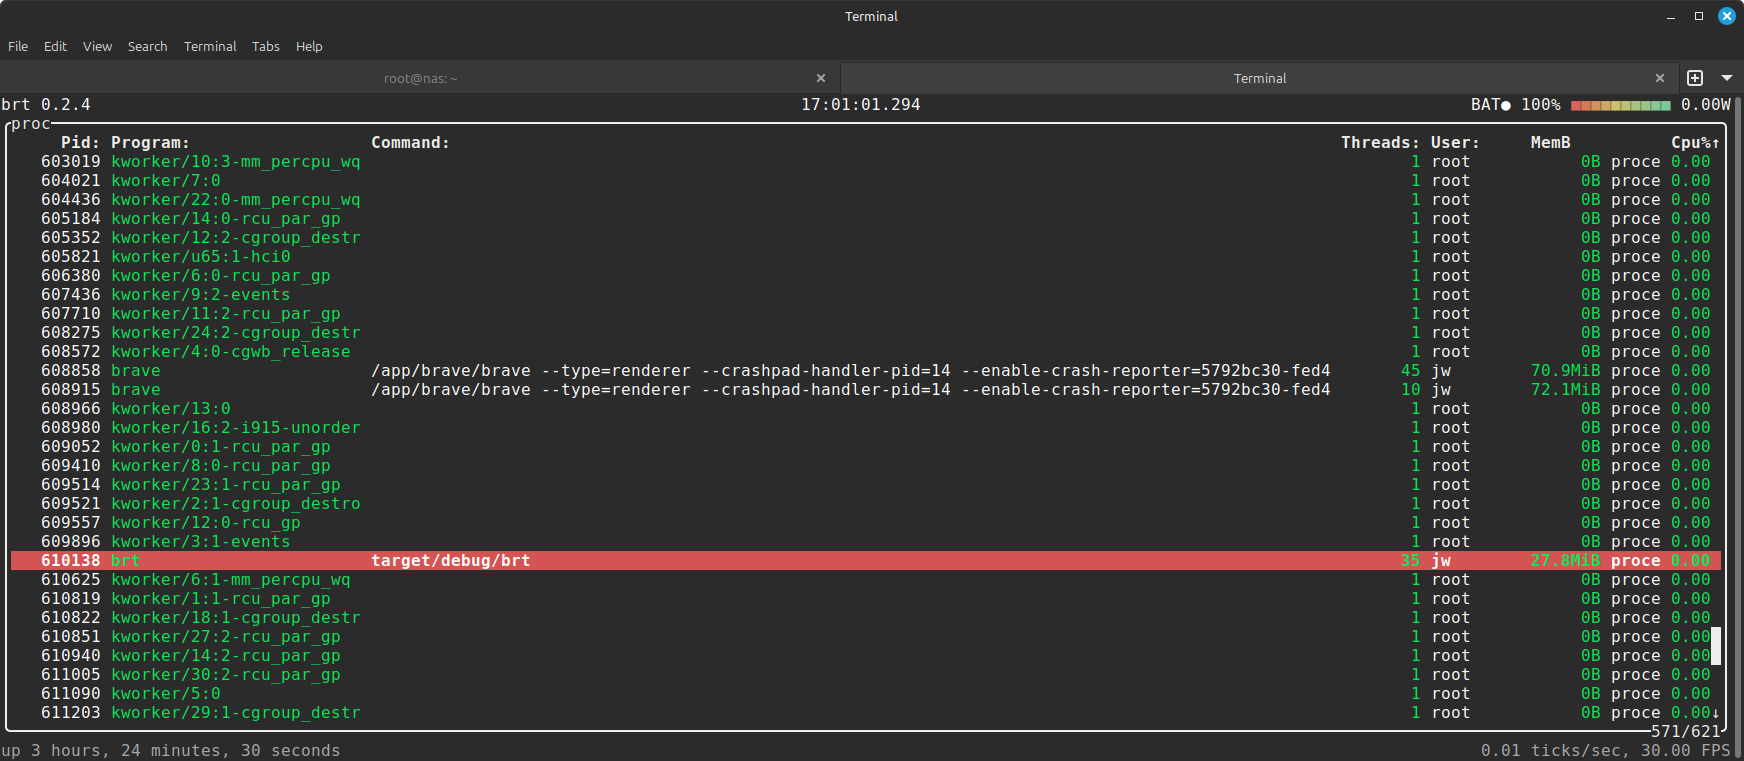 Terminal
File Edit View Search Terminal Tabs Help
root@nas: ~ Terminal
brt 0.2.4 17:01:01.294 BAT● 100% ■■■■■■■■■■ 0.00W
proc
Pid: Program: Command: Threads: User: MemB Cpu%↑
603019 kworker/10:3-mm_percpu_wq 1 root 0B proce 0.00
604021 kworker/7:0 1 root 0B proce 0.00
604436 kworker/22:0-mm_percpu_wq 1 root 0B proce 0.00
605184 kworker/14:0-rcu_par_gp 1 root 0B proce 0.00
605352 kworker/12:2-cgroup_destr 1 root 0B proce 0.00
605821 kworker/u65:1-hci0 1 root 0B proce 0.00
606380 kworker/6:0-rcu_par_gp 1 root 0B proce 0.00
607436 kworker/9:2-events 1 root 0B proce 0.00
607710 kworker/11:2-rcu_par_gp 1 root 0B proce 0.00
608275 kworker/24:2-cgroup_destr 1 root 0B proce 0.00
608572 kworker/4:0-cgwb_release 1 root 0B proce 0.00
608858 brave /app/brave/brave --type=renderer --crashpad-handler-pid=14 --enable-crash-reporter=5792bc30-fed4 45 jw 70.9MiB proce 0.00
608915 brave /app/brave/brave --type=renderer --crashpad-handler-pid=14 --enable-crash-reporter=5792bc30-fed4 10 jw 72.1MiB proce 0.00
608966 kworker/13:0 1 root 0B proce 0.00
608980 kworker/16:2-i915-unorder 1 root 0B proce 0.00
609052 kworker/0:1-rcu_par_gp 1 root 0B proce 0.00
609410 kworker/8:0-rcu_par_gp 1 root 0B proce 0.00
609514 kworker/23:1-rcu_par_gp 1 root 0B proce 0.00
609521 kworker/2:1-cgroup_destro 1 root 0B proce 0.00
609557 kworker/12:0-rcu_gp 1 root 0B proce 0.00
609896 kworker/3:1-events 1 root 0B proce 0.00
610138 brt target/debug/brt 35 jw 27.8MiB proce 0.00
610625 kworker/6:1-mm_percpu_wq 1 root 0B proce 0.00
610819 kworker/1:1-rcu_par_gp 1 root 0B proce 0.00
610822 kworker/18:1-cgroup_destr 1 root 0B proce 0.00
610851 kworker/27:2-rcu_par_gp 1 root 0B proce 0.00
610940 kworker/14:2-rcu_par_gp 1 root 0B proce 0.00
611005 kworker/30:2-rcu_par_gp 1 root 0B proce 0.00
611090 kworker/5:0 1 root 0B proce 0.00
611203 kworker/29:1-cgroup_destr 1 root 0B proce 0.00↓
571/621
up 3 hours, 24 minutes, 30 seconds 0.01 ticks/sec, 30.00 FPS